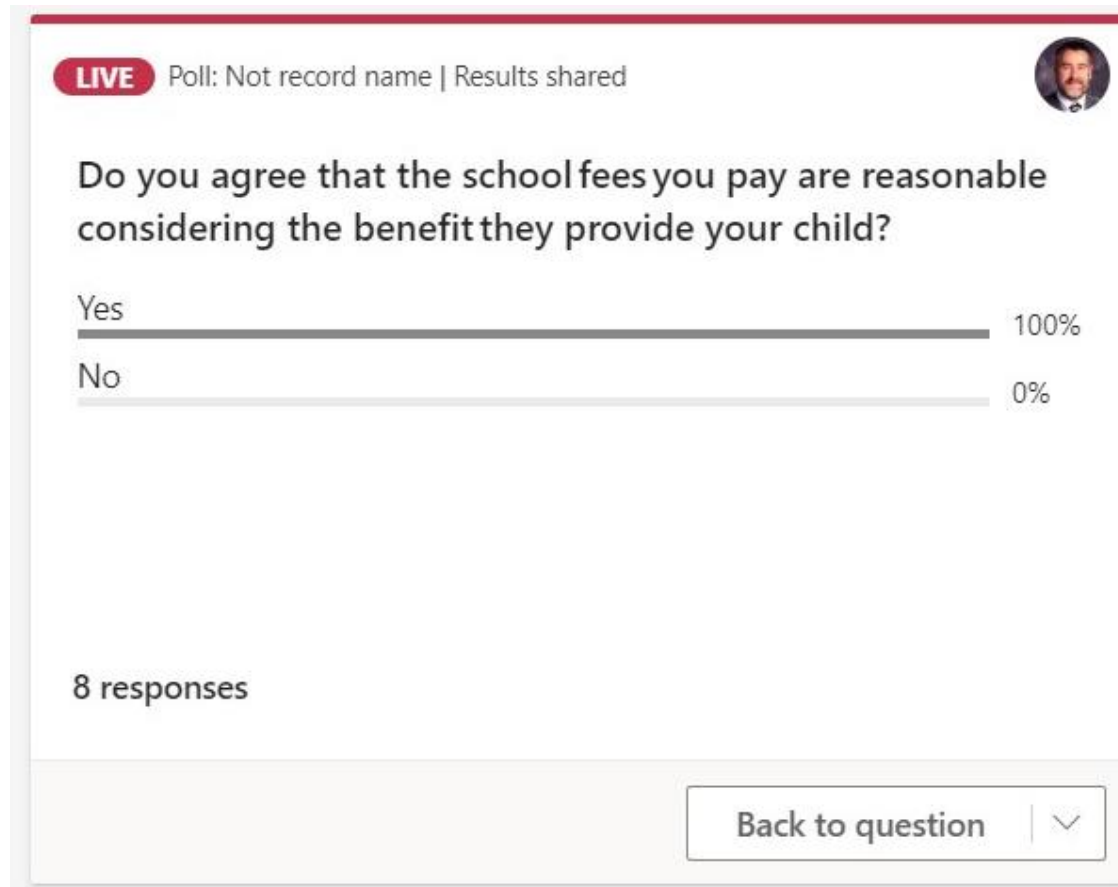 LIVE Poll: Not record name | Results shared
Do you agree that the school fees you pay are reasonable
considering the benefit they provide your child?
Yes
100%
No
0%
8 responses
Back to question